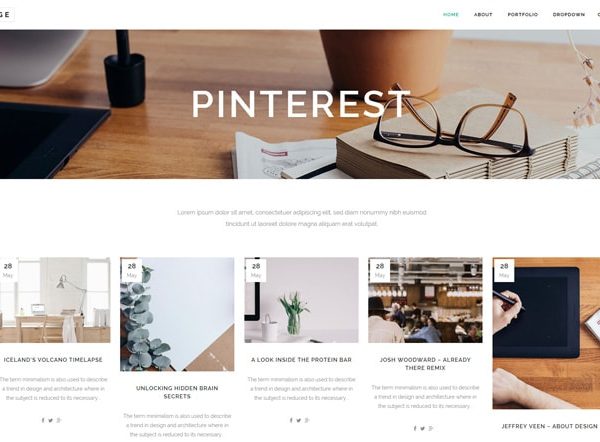 GE
HOME ABOUT PORTFOLIO DROPDOWN
PINTEREST
Lorem ipsum dolor sit amet, consectetuer adipiscing elit, sed diam nonummy nibh euismod
tincidunt ut laoreet dolore magna aliquam erat volutpat.
28
May
ICELAND'S VOLCANO TIMELAPSE
The term minimalism is also used to describe
a trend in design and architecture where in
the subject is reduced to its necessary...
28
May
UNLOCKING HIDDEN BRAIN
SECRETS
The term minimalism is also used to describe
a trend in design and architecture where in
the subject is reduced to its necessary...
28
May
A LOOK INSIDE THE PROTEIN BAR
The term minimalism is also used to describe
a trend in design and architecture where in
the subject is reduced to its necessary...
28
May
JOSH WOODWARD – ALREADY
THERE REMIX
The term minimalism is also used to describe
a trend in design and architecture where in
the subject is reduced to its necessary...
28
May
JEFFREY VEEN – ABOUT DESIGN